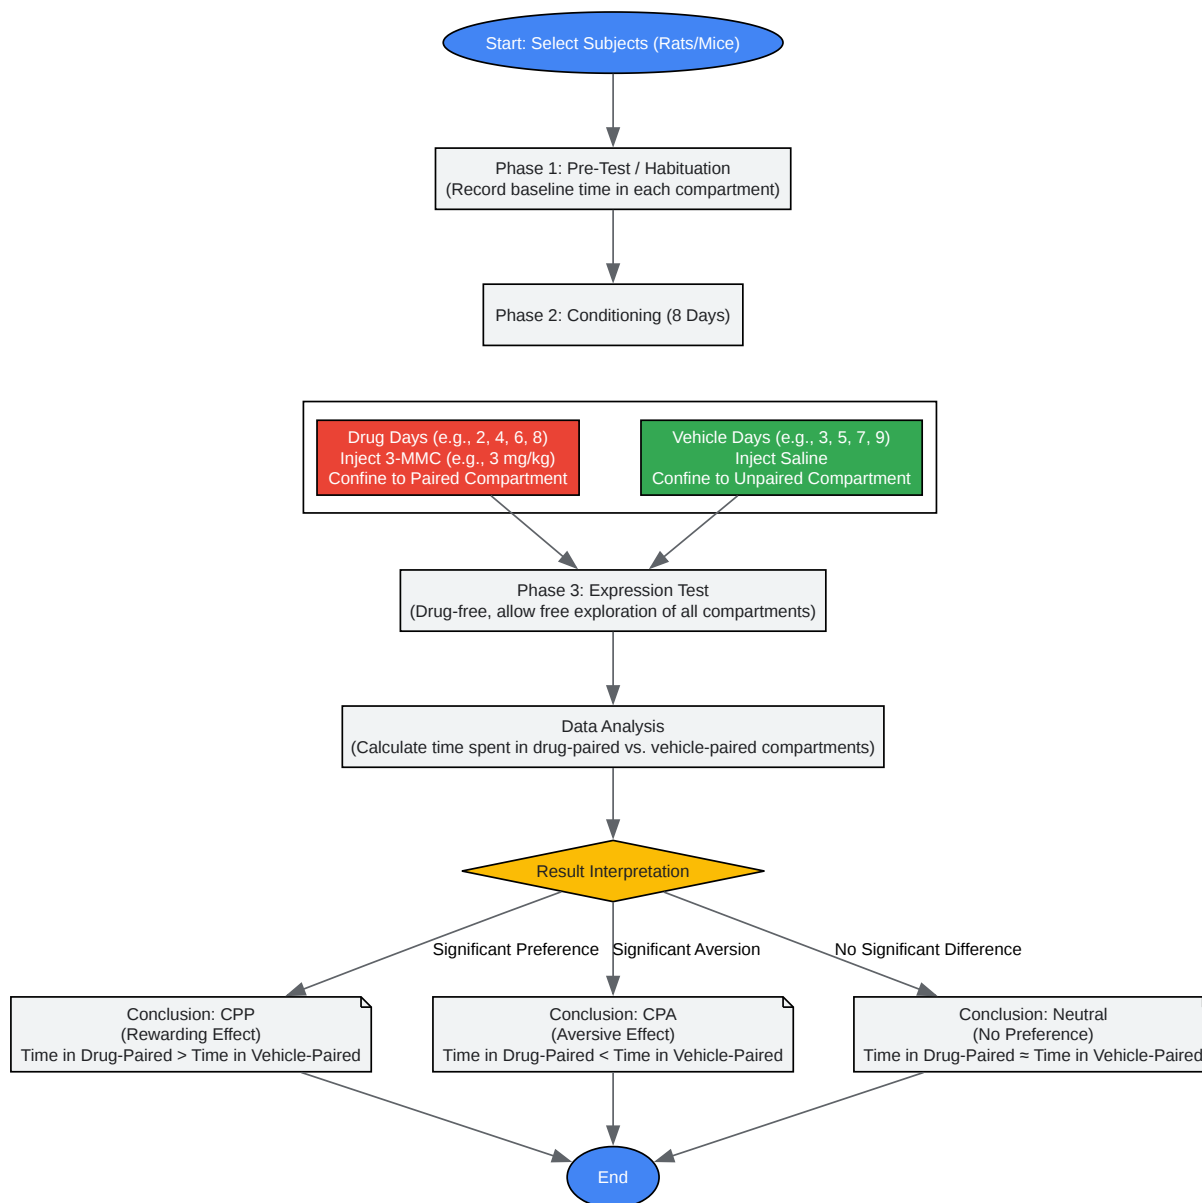 Start: Select Subjects (Rats/Mice)
Phase 1: Pre-Test / Habituation
(Record baseline time in each compartment)
Phase 2: Conditioning (8 Days)
Drug Days (e.g., 2, 4, 6, 8)
Inject 3-MMC (e.g., 3 mg/kg)
Confine to Paired Compartment
Vehicle Days (e.g., 3, 5, 7, 9)
Inject Saline
Confine to Unpaired Compartment
Phase 3: Expression Test
(Drug-free, allow free exploration of all compartments)
Data Analysis
(Calculate time spent in drug-paired vs. vehicle-paired compartments)
Result Interpretation
Significant Preference
Significant Aversion
No Significant Difference
Conclusion: CPP
(Rewarding Effect)
Time in Drug-Paired > Time in Vehicle-Paired
Conclusion: CPA
(Aversive Effect)
Time in Drug-Paired < Time in Vehicle-Paired
Conclusion: Neutral
(No Preference)
Time in Drug-Paired ≈ Time in Vehicle-Paired
End